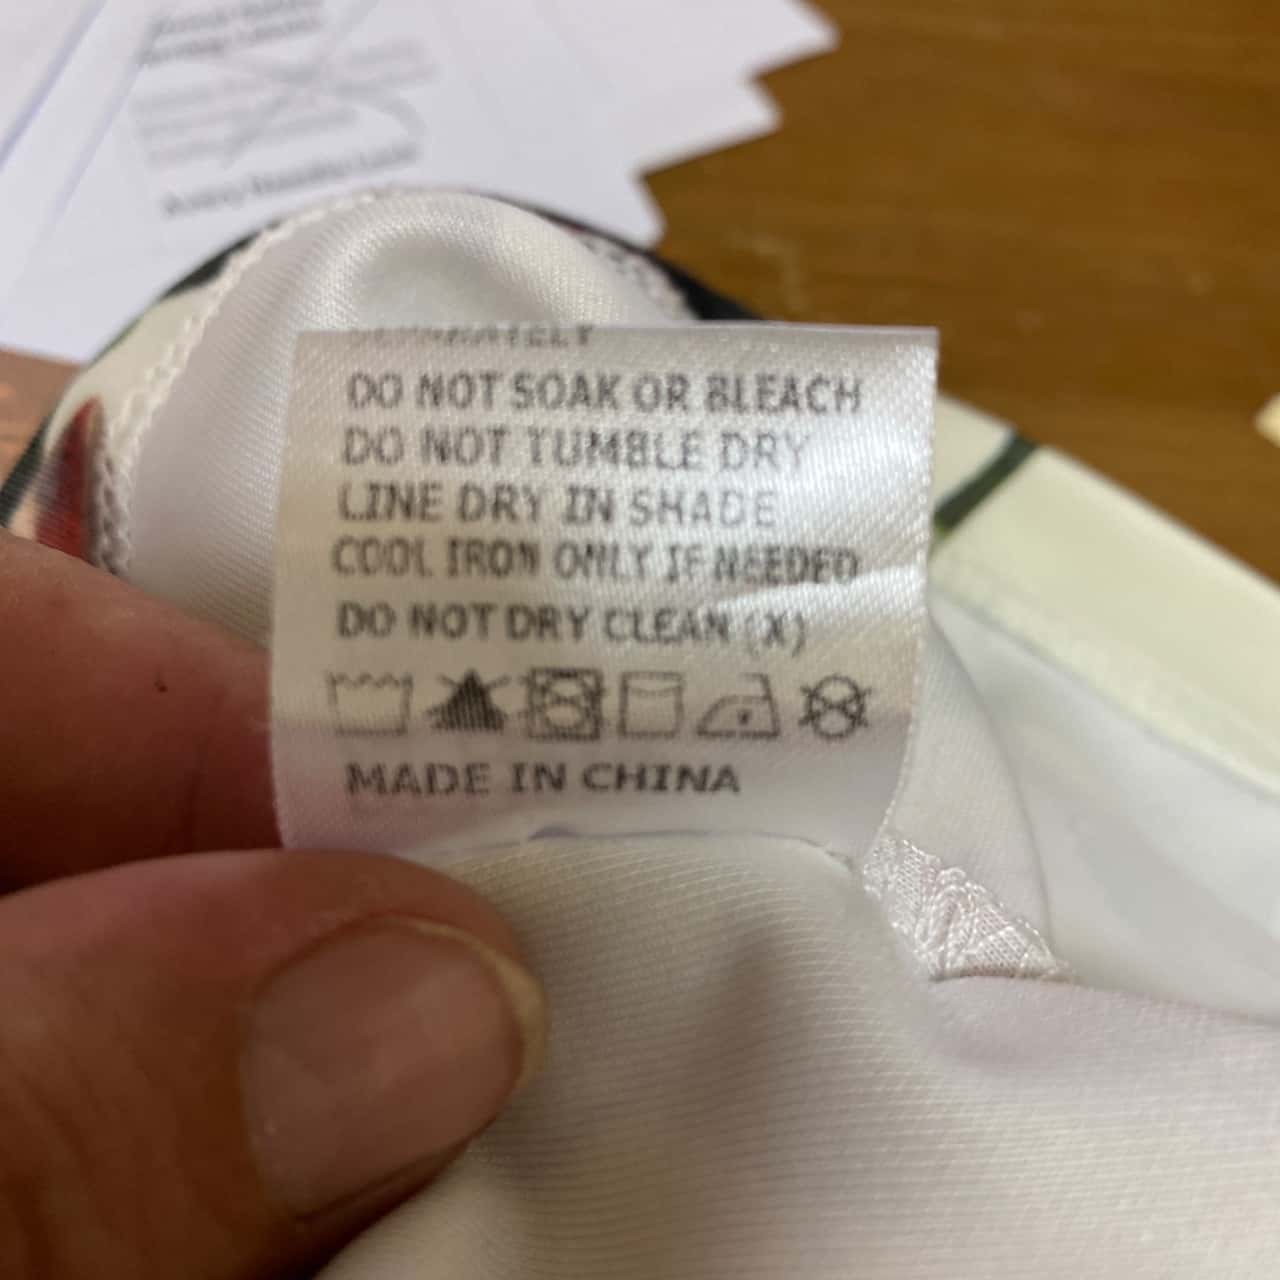 SEPARATELY
DO NOT SOAK OR BLEACH
DO NOT TUMBLE DRY
LINE DRY IN SHADE
COOL IRON ONLY IF NEEDED
DO NOT DRY CLEAN (X)
MADE IN CHINA